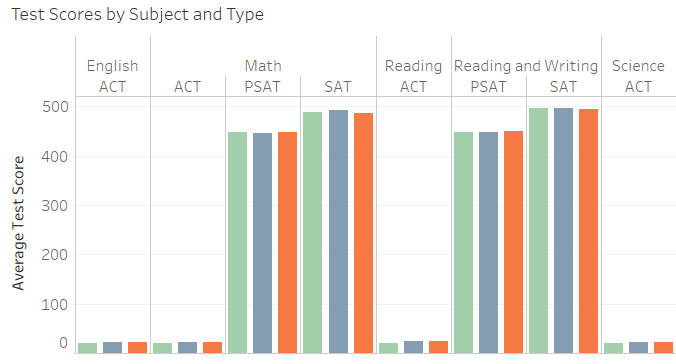 Test Scores by Subject and Type
English Math Reading Reading and Writing Science
ACT ACT PSAT SAT ACT PSAT SAT ACT
Average Test Score
500
400
300
200
100
0